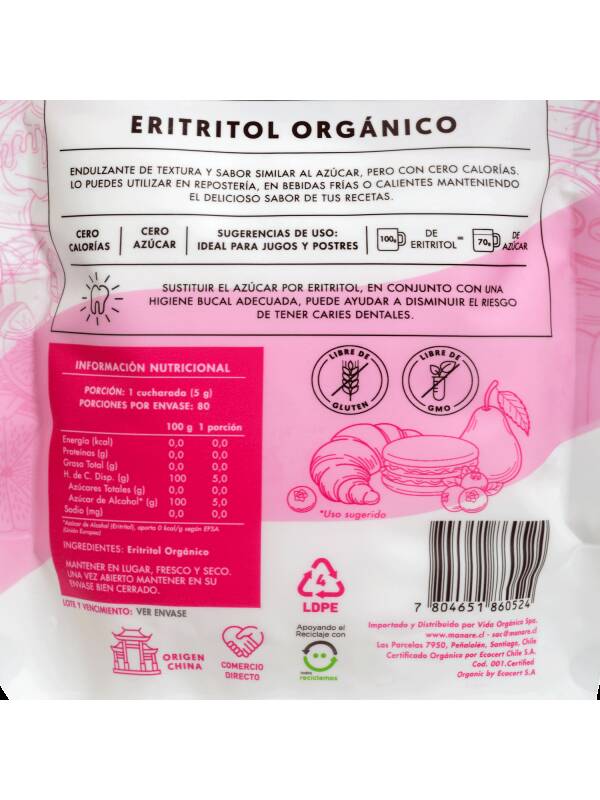 ERITRITOL ORGÁNICO
ENDULZANTE DE TEXTURA Y SABOR SIMILAR AL AZÚCAR, PERO CON CERO CALORÍAS.
LO PUEDES UTILIZAR EN REPOSTERÍA, EN BEBIDAS FRÍAS O CALIENTES MANTENIENDO
EL DELICIOSO SABOR DE TUS RECETAS.
CERO
CALORÍAS
CERO
AZÚCAR
SUGERENCIAS DE USO:
IDEAL PARA JUGOS Y POSTRES
100g DE
ERITRITOL =
70g DE
AZÚCAR
SUSTITUIR EL AZÚCAR POR ERITRITOL, EN CONJUNTO CON UNA
HIGIENE BUCAL ADECUADA, PUEDE AYUDAR A DISMINUIR EL RIESGO
DE TENER CARIES DENTALES.
INFORMACIÓN NUTRICIONAL
PORCIÓN: 1 cucharada (5 g)
PORCIONES POR ENVASE: 80
100 g 1 porción
Energía (kcal) 0,0 0,0
Proteínas (g) 0,0 0,0
Grasa Total (g) 0,0 0,0
H. de C. Disp. (g) 100 5,0
Azúcares Totales (g) 0,0 0,0
Azúcar de Alcohol* (g) 100 5,0
Sodio (mg) 0,0 0,0
*Azúcar de Alcohol (Eritritol), aporta 0 kcal/g según EFSA
(Unión Europea)
INGREDIENTES: Eritritol Orgánico
MANTENER EN LUGAR, FRESCO Y SECO.
UNA VEZ ABIERTO MANTENER EN SU
ENVASE BIEN CERRADO.
LOTE Y VENCIMIENTO: VER ENVASE
LIBRE DE
GLUTEN
LIBRE DE
GMO
*Uso sugerido
ORIGEN
CHINA
COMERCIO
DIRECTO
4
LDPE
Apoyando el
Reciclaje con
todos
reciclamos
7 804651 860524
Importado y Distribuido por Vida Orgánica Spa.
www.manare.cl - sac@manare.cl
Las Parcelas 7950, Peñalolén, Santiago, Chile
Certificado Orgánico por Ecocert Chile S.A.
Cod. 001.Certified
Organic by Ecocert S.A